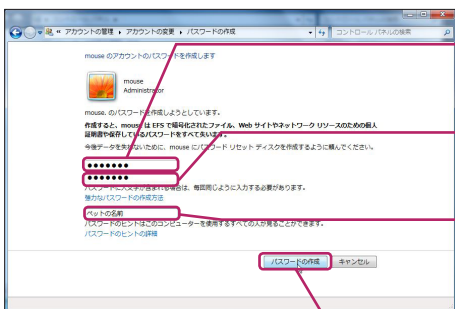 « アカウントの管理 ▸ アカウントの変更 ▸ パスワードの作成
コントロール パネルの検索
mouse のアカウントのパスワードを作成します
mouse
Administrator
mouse. のパスワードを作成しようとしています。
作成すると、mouse は EFS で暗号化されたファイル、Web サイトやネットワーク リソースのための個人
証明書や保存しているパスワードをすべて失います。
今後データを失わないために、mouse にパスワード リセット ディスクを作成するように頼んでください。
●●●●●●●
●●●●●●●
パスワードに大文字が含まれる場合は、毎回同じように入力する必要があります。
強力なパスワードの作成方法
ペットの名前
パスワードのヒントはこのコンピューターを使用するすべての人が見ることができます。
パスワードのヒントの詳細
パスワードの作成 キャンセル